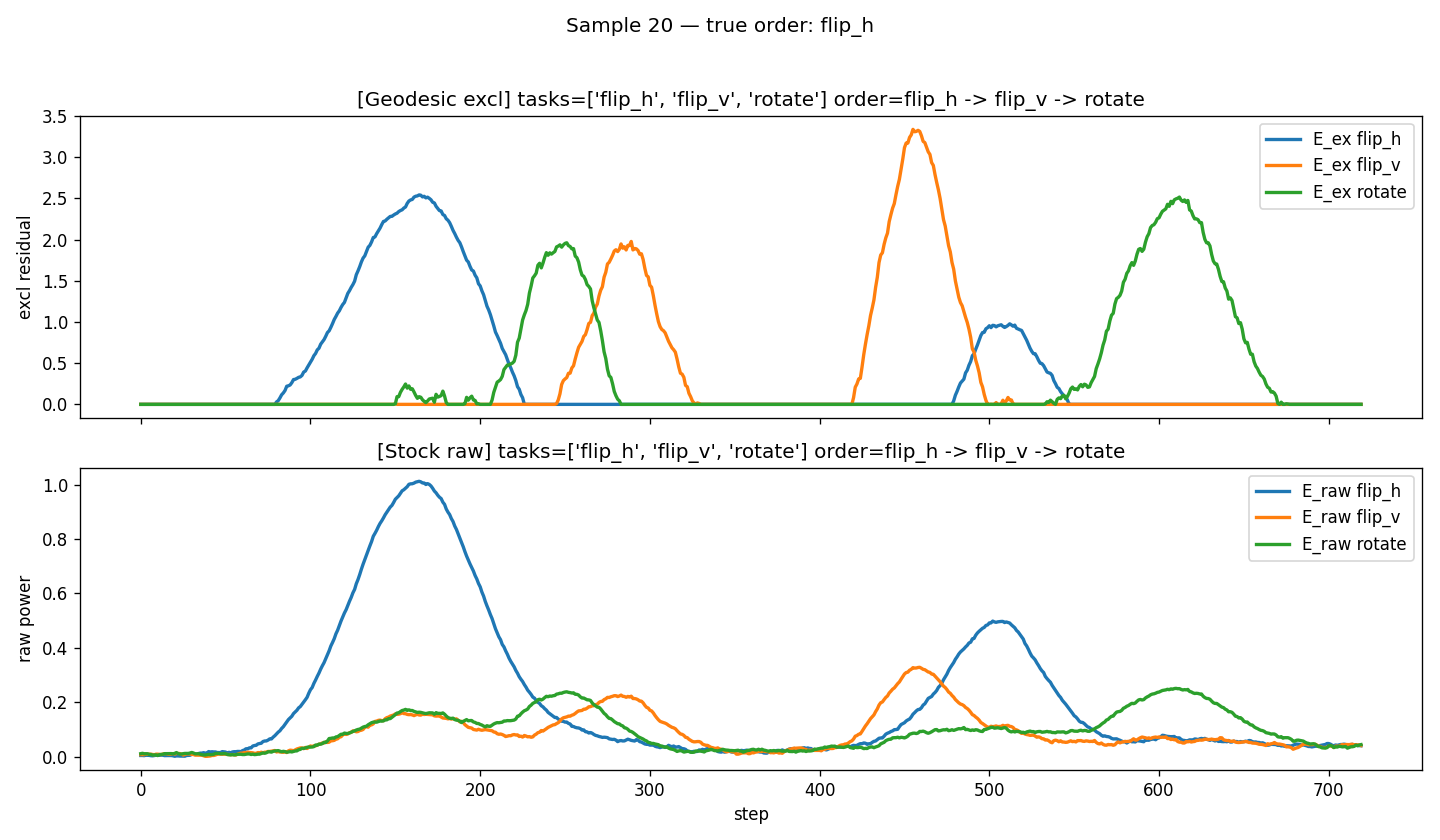 Sample 20 — true order: flip_h
[Geodesic excl] tasks=['flip_h', 'flip_v', 'rotate'] order=flip_h -> flip_v -> rotate
excl residual
3.5
3.0
2.5
2.0
1.5
1.0
0.5
0.0
E_ex flip_h
E_ex flip_v
E_ex rotate
[Stock raw] tasks=['flip_h', 'flip_v', 'rotate'] order=flip_h -> flip_v -> rotate
raw power
1.0
0.8
0.6
0.4
0.2
0.0
E_raw flip_h
E_raw flip_v
E_raw rotate
0 100 200 300 400 500 600 700
step